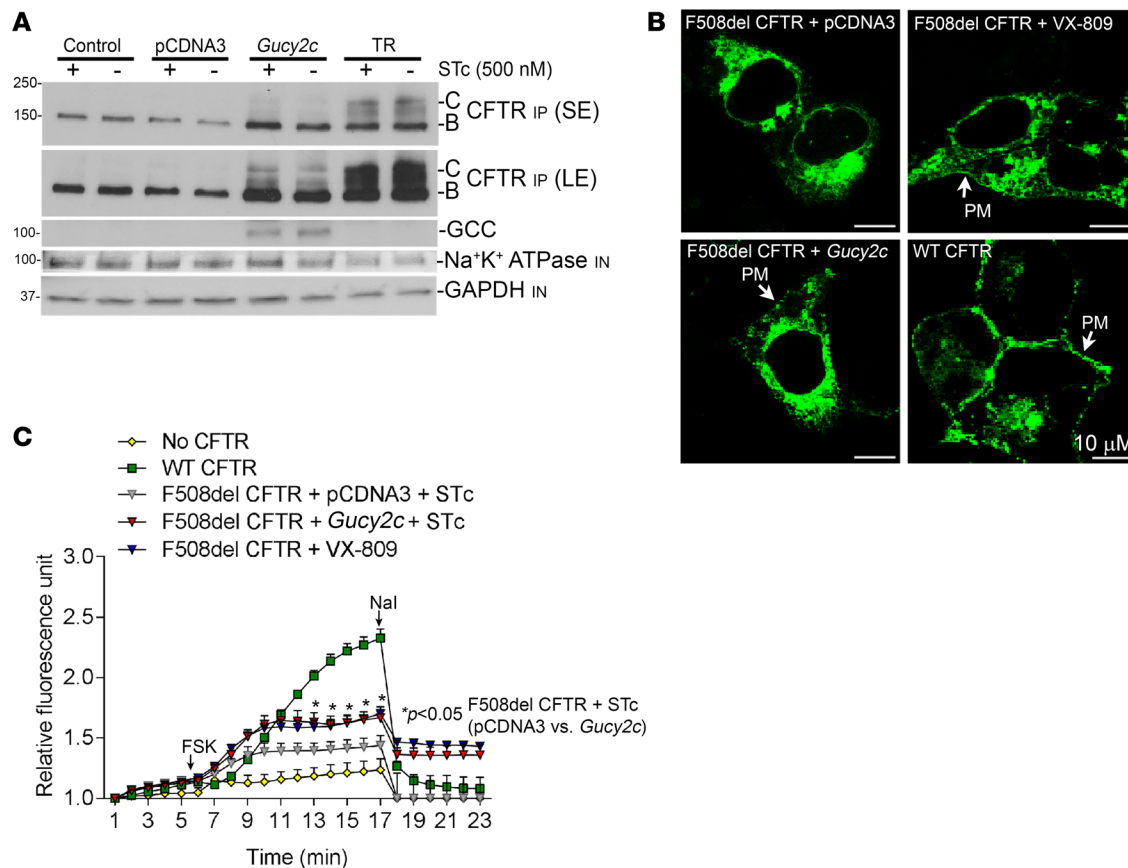 A
Control pCDNA3 Gucy2c TR
+ - + - + - + - STc (500 nM)
250
150
-C
-B CFTR IP (SE)
-C
-B CFTR IP (LE)
100 -GCC
100 -Na⁺K⁺ ATPase IN
37 -GAPDH IN
B
F508del CFTR + pCDNA3
F508del CFTR + VX-809
PM
F508del CFTR + Gucy2c
PM
WT CFTR
PM
10 µM
C
No CFTR
WT CFTR
F508del CFTR + pCDNA3 + STc
F508del CFTR + Gucy2c + STc
F508del CFTR + VX-809
Relative fluorescence unit
3.0
2.5
2.0
1.5
1.0
FSK
NaI
* * * * *
*p<0.05 F508del CFTR + STc
(pCDNA3 vs. Gucy2c)
1 3 5 7 9 11 13 15 17 19 21 23
Time (min)